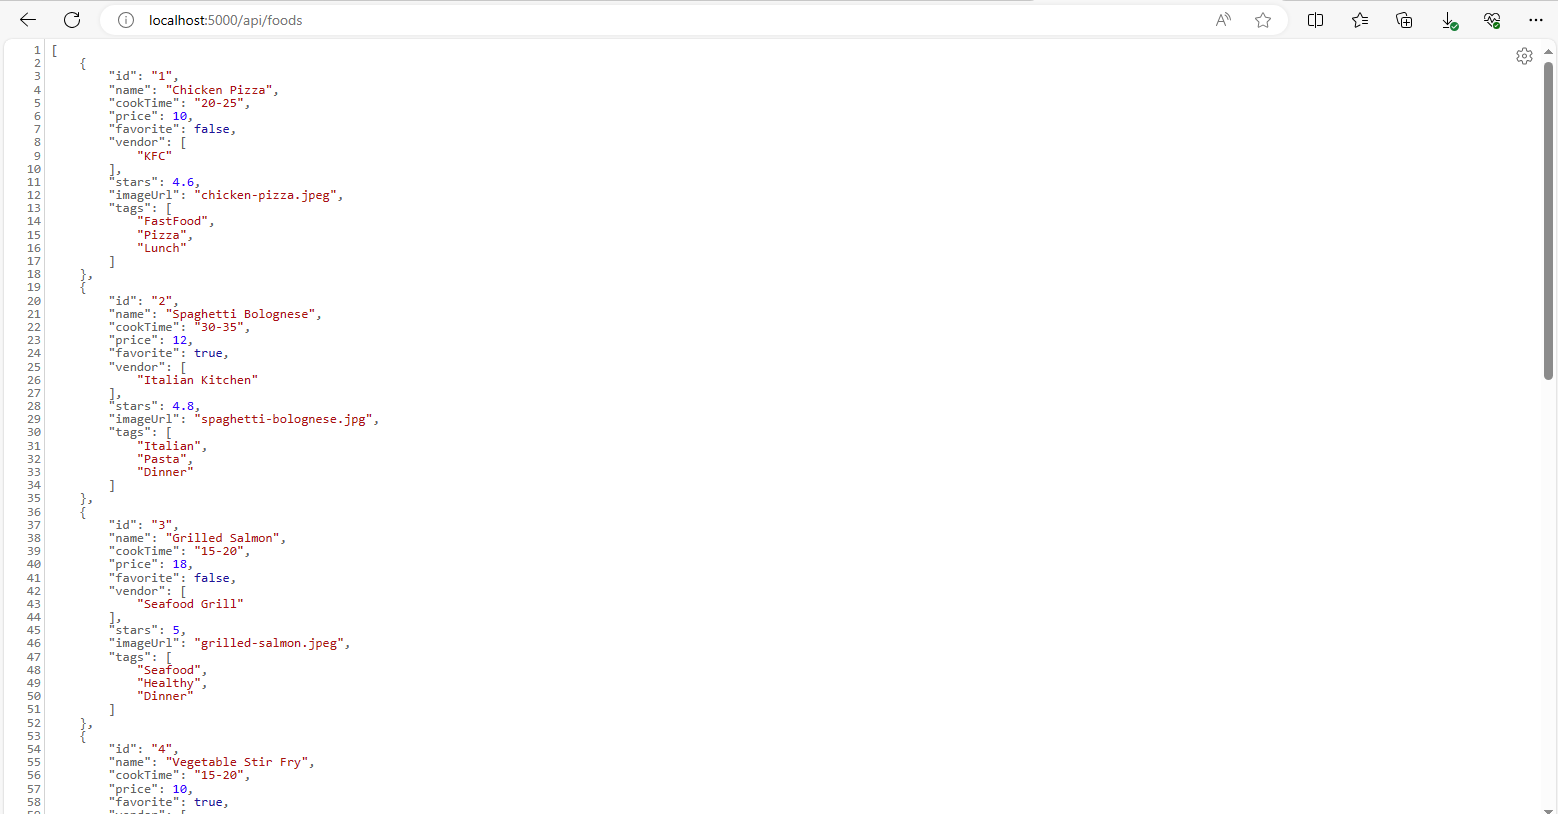 localhost:5000/api/foods
1 [
2     {
3         "id": "1",
4         "name": "Chicken Pizza",
5         "cookTime": "20-25",
6         "price": 10,
7         "favorite": false,
8         "vendor": [
9             "KFC"
10         ],
11         "stars": 4.6,
12         "imageUrl": "chicken-pizza.jpeg",
13         "tags": [
14             "FastFood",
15             "Pizza",
16             "Lunch"
17         ]
18     },
19     {
20         "id": "2",
21         "name": "Spaghetti Bolognese",
22         "cookTime": "30-35",
23         "price": 12,
24         "favorite": true,
25         "vendor": [
26             "Italian Kitchen"
27         ],
28         "stars": 4.8,
29         "imageUrl": "spaghetti-bolognese.jpg",
30         "tags": [
31             "Italian",
32             "Pasta",
33             "Dinner"
34         ]
35     },
36     {
37         "id": "3",
38         "name": "Grilled Salmon",
39         "cookTime": "15-20",
40         "price": 18,
41         "favorite": false,
42         "vendor": [
43             "Seafood Grill"
44         ],
45         "stars": 5,
46         "imageUrl": "grilled-salmon.jpeg",
47         "tags": [
48             "Seafood",
49             "Healthy",
50             "Dinner"
51         ]
52     },
53     {
54         "id": "4",
55         "name": "Vegetable Stir Fry",
56         "cookTime": "15-20",
57         "price": 10,
58         "favorite": true,